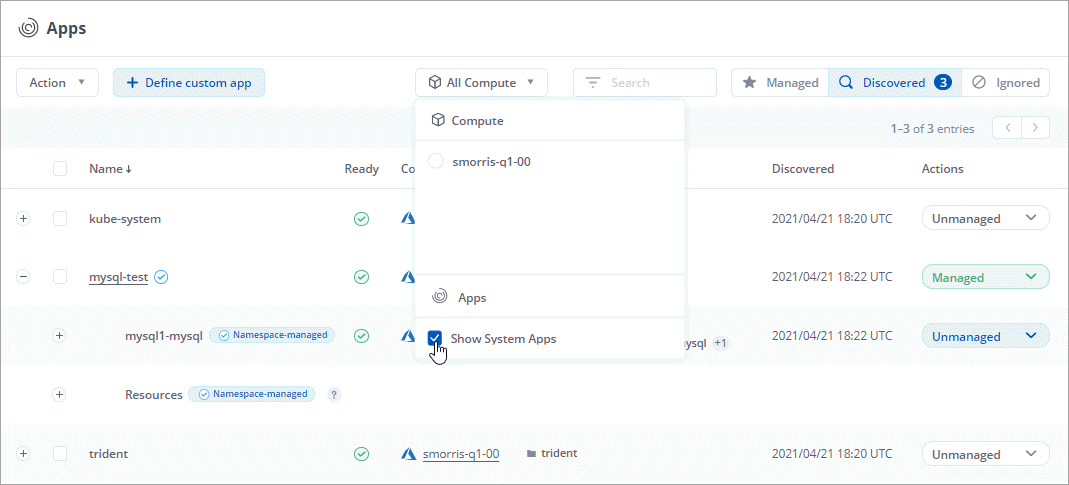 Apps
Action
+ Define custom app
All Compute
Search
Managed
Discovered 3
Ignored
Compute
1–3 of 3 entries
smorris-q1-00
Name ↓ Ready Co Discovered Actions
kube-system 2021/04/21 18:20 UTC Unmanaged
mysql-test 2021/04/21 18:22 UTC Managed
Apps
mysql1-mysql Namespace-managed 2021/04/21 18:22 UTC Unmanaged
Show System Apps
ysql +1
Resources Namespace-managed ?
trident smorris-q1-00 trident 2021/04/21 18:20 UTC Unmanaged